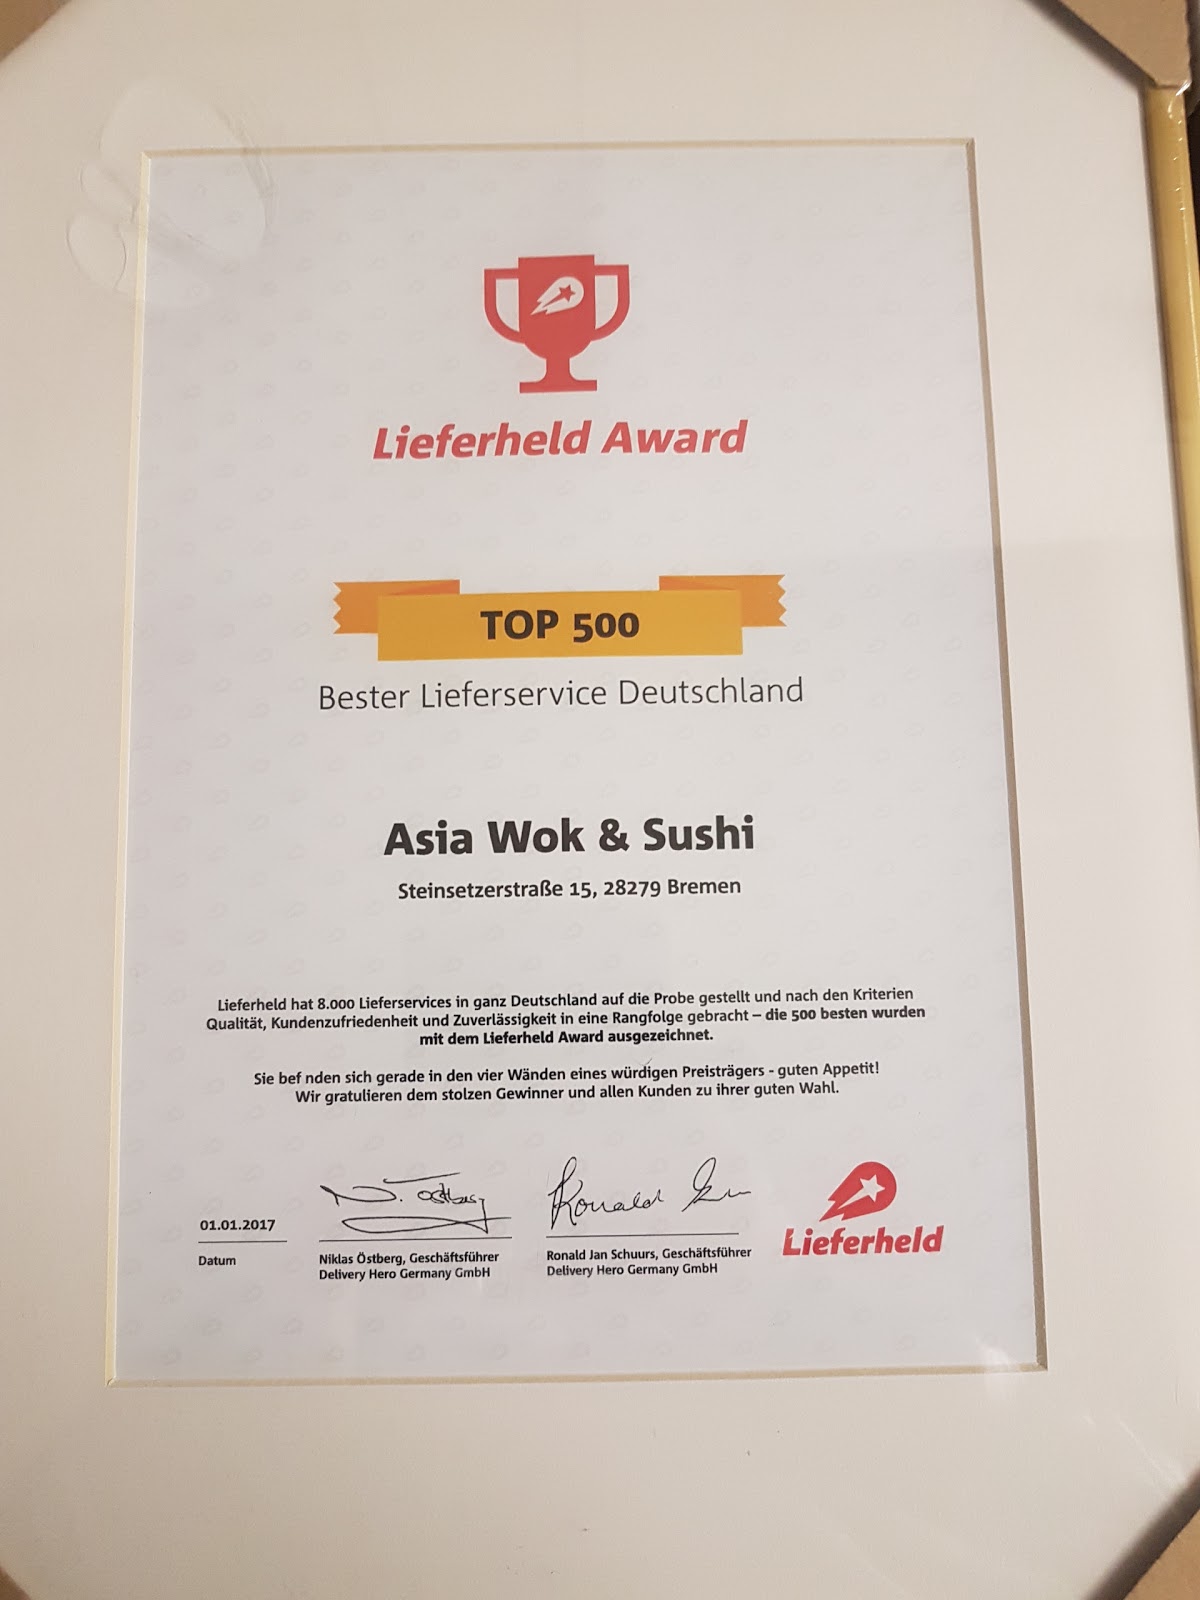 Lieferheld Award
TOP 500
Bester Lieferservice Deutschland
Asia Wok & Sushi
Steinsetzerstraße 15, 28279 Bremen
Lieferheld hat 8.000 Lieferservices in ganz Deutschland auf die Probe gestellt und nach den Kriterien
Qualität, Kundenzufriedenheit und Zuverlässigkeit in eine Rangfolge gebracht – die 500 besten wurden
mit dem Lieferheld Award ausgezeichnet.
Sie bef nden sich gerade in den vier Wänden eines würdigen Preisträgers - guten Appetit!
Wir gratulieren dem stolzen Gewinner und allen Kunden zu ihrer guten Wahl.
01.01.2017
Datum
N. Östberg
Niklas Östberg, Geschäftsführer
Delivery Hero Germany GmbH
Ronald
Ronald Jan Schuurs, Geschäftsführer
Delivery Hero Germany GmbH
Lieferheld